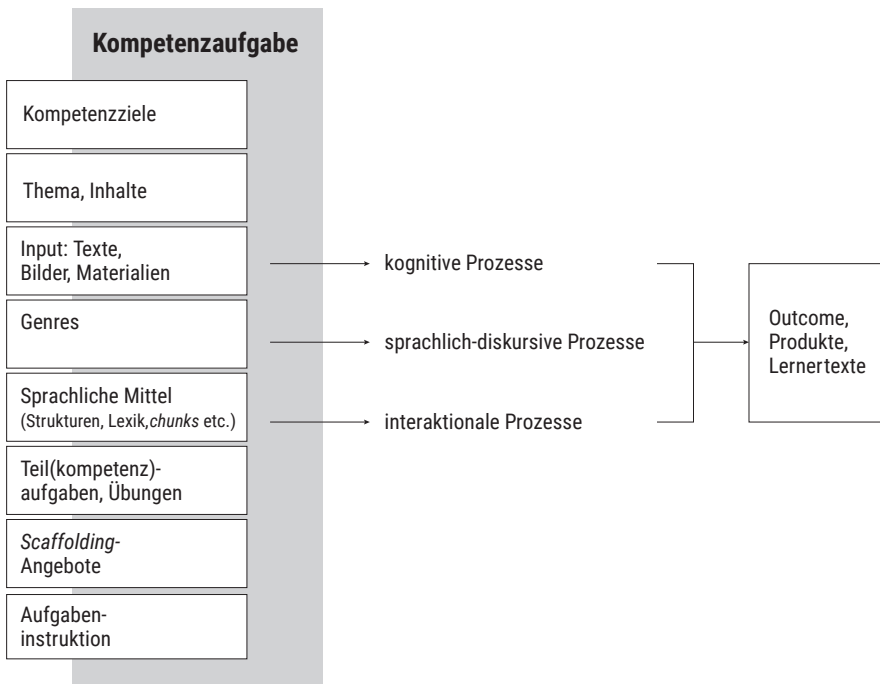 Kompetenzaufgabe
Kompetenzziele
Thema, Inhalte
Input: Texte,
Bilder, Materialien
Genres
Sprachliche Mittel
(Strukturen, Lexik,chunks etc.)
Teil(kompetenz)-
aufgaben, Übungen
Scaffolding-
Angebote
Aufgaben-
instruktion
kognitive Prozesse
sprachlich-diskursive Prozesse
interaktionale Prozesse
Outcome,
Produkte,
Lernertexte